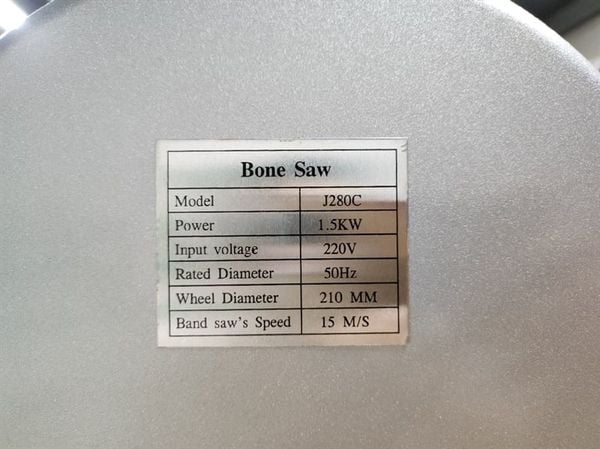 Bone Saw
Model J280C
Power 1.5KW
Input voltage 220V
Rated Diameter 50Hz
Wheel Diameter 210 MM
Band saw's Speed 15 M/S